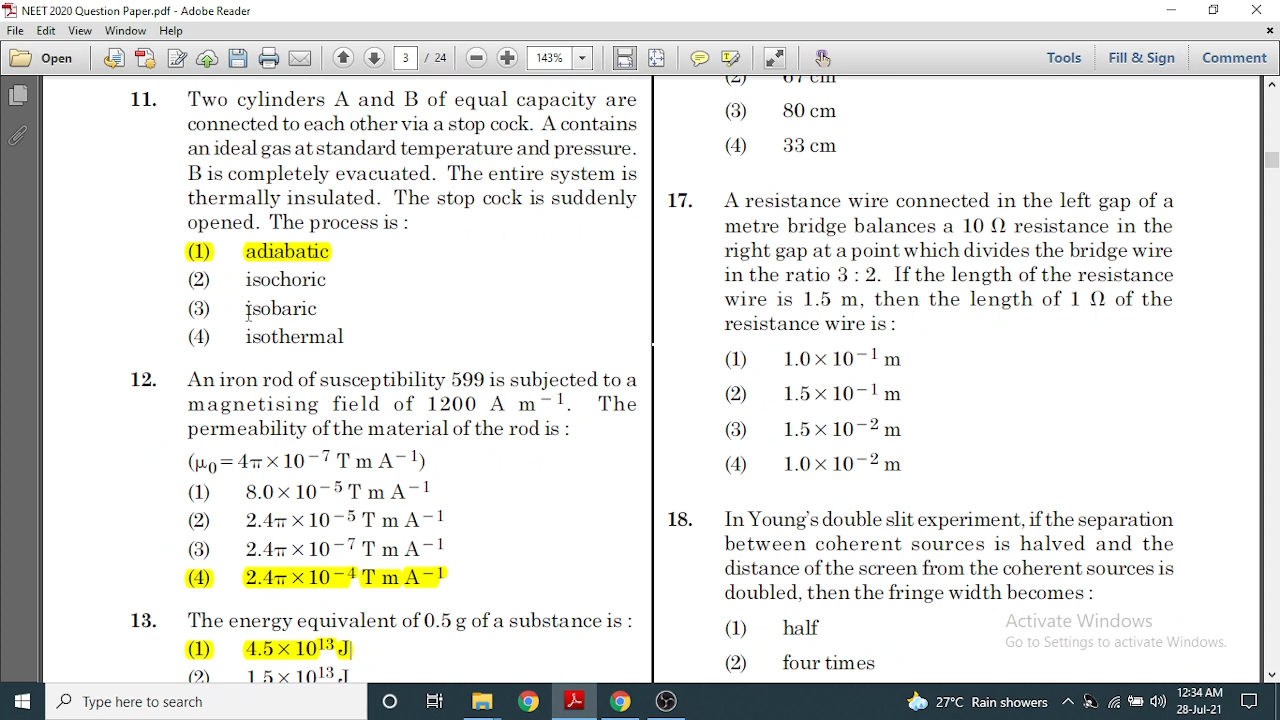 NEET 2020 Question Paper.pdf - Adobe Reader
File Edit View Window Help
Open 3 / 24 143% Tools Fill & Sign Comment
11. Two cylinders A and B of equal capacity are
connected to each other via a stop cock. A contains
an ideal gas at standard temperature and pressure.
B is completely evacuated. The entire system is
thermally insulated. The stop cock is suddenly
opened. The process is :
(1) adiabatic
(2) isochoric
(3) isobaric
(4) isothermal
12. An iron rod of susceptibility 599 is subjected to a
magnetising field of 1200 A m⁻¹. The
permeability of the material of the rod is :
(μ₀ = 4π × 10⁻⁷ T m A⁻¹)
(1) 8.0 × 10⁻⁵ T m A⁻¹
(2) 2.4π × 10⁻⁵ T m A⁻¹
(3) 2.4π × 10⁻⁷ T m A⁻¹
(4) 2.4π × 10⁻⁴ T m A⁻¹
13. The energy equivalent of 0.5 g of a substance is :
(1) 4.5 × 10¹³ J
(2) 1.5 × 10¹³ J
(2) 67 cm
(3) 80 cm
(4) 33 cm
17. A resistance wire connected in the left gap of a
metre bridge balances a 10 Ω resistance in the
right gap at a point which divides the bridge wire
in the ratio 3 : 2. If the length of the resistance
wire is 1.5 m, then the length of 1 Ω of the
resistance wire is :
(1) 1.0 × 10⁻¹ m
(2) 1.5 × 10⁻¹ m
(3) 1.5 × 10⁻² m
(4) 1.0 × 10⁻² m
18. In Young's double slit experiment, if the separation
between coherent sources is halved and the
distance of the screen from the coherent sources is
doubled, then the fringe width becomes :
(1) half
(2) four times
Activate Windows
Go to Settings to activate Windows.
Type here to search
27°C Rain showers
12:34 AM
28-Jul-21